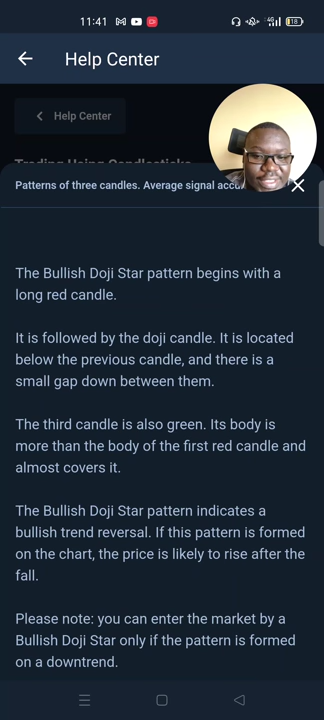 11:41
18
Help Center
Help Center
Trading Using Candlesticks
Patterns of three candles. Average signal
The Bullish Doji Star pattern begins with a
long red candle.
It is followed by the doji candle. It is located
below the previous candle, and there is a
small gap down between them.
The third candle is also green. Its body is
more than the body of the first red candle and
almost covers it.
The Bullish Doji Star pattern indicates a
bullish trend reversal. If this pattern is formed
on the chart, the price is likely to rise after the
fall.
Please note: you can enter the market by a
Bullish Doji Star only if the pattern is formed
on a downtrend.